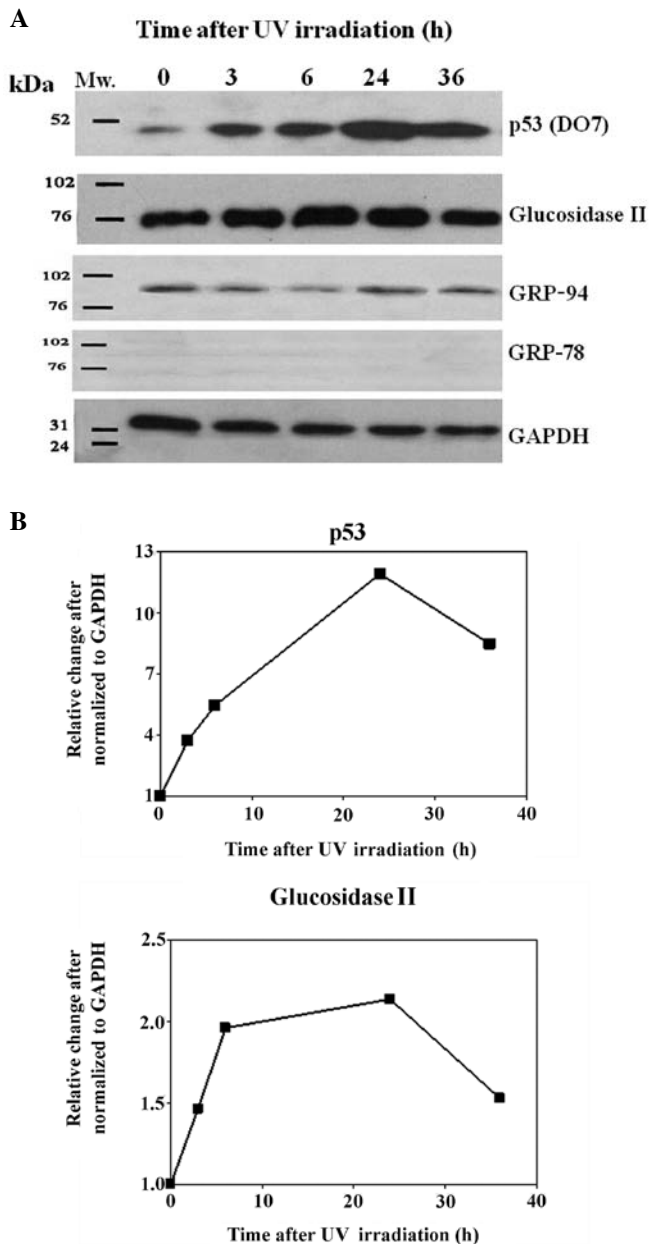 A
Time after UV irradiation (h)
kDa Mw. 0 3 6 24 36
52 p53 (DO7)
102
76 Glucosidase II
102 GRP-94
76
102 GRP-78
76
31 GAPDH
24
B
p53
Relative change after
normalized to GAPDH
13
10
7
4
1
0 10 20 30 40
Time after UV irradiation (h)
Glucosidase II
Relative change after
normalized to GAPDH
2.5
2.0
1.5
1.0
0 10 20 30 40
Time after UV irradiation (h)